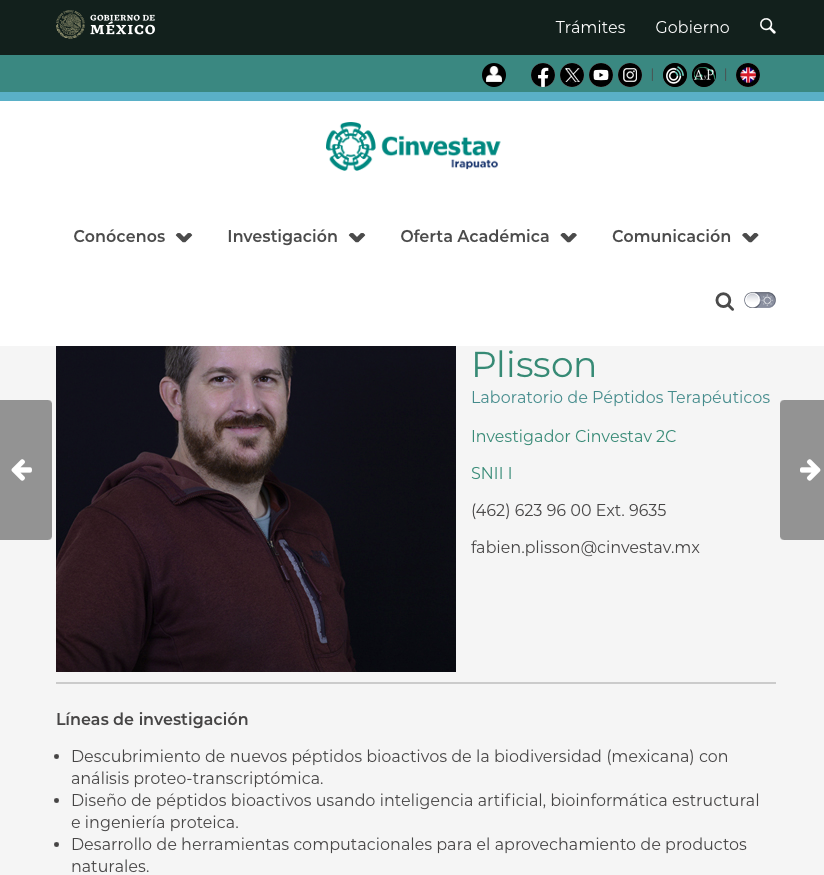 GOBIERNO DE
MÉXICO
Trámites Gobierno
Cinvestav
Irapuato
Conócenos Investigación Oferta Académica Comunicación
Plisson
Laboratorio de Péptidos Terapéuticos
Investigador Cinvestav 2C
SNII I
(462) 623 96 00 Ext. 9635
fabien.plisson@cinvestav.mx
Líneas de investigación
Descubrimiento de nuevos péptidos bioactivos de la biodiversidad (mexicana) con
análisis proteo-transcriptómica.
Diseño de péptidos bioactivos usando inteligencia artificial, bioinformática estructural
e ingeniería proteica.
Desarrollo de herramientas computacionales para el aprovechamiento de productos
naturales.